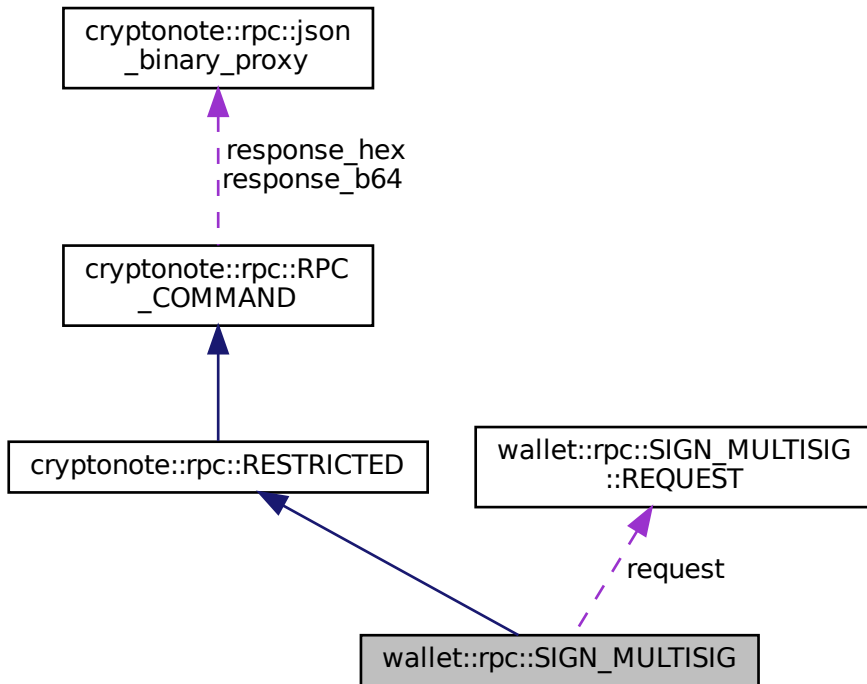 cryptonote::rpc::json
_binary_proxy
response_hex
response_b64
cryptonote::rpc::RPC
_COMMAND
cryptonote::rpc::RESTRICTED
wallet::rpc::SIGN_MULTISIG
::REQUEST
request
wallet::rpc::SIGN_MULTISIG